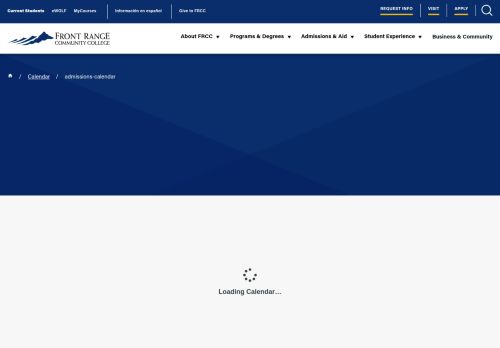 Current Students eWOLF MyCourses Información en español Give to FRCC REQUEST INFO VISIT APPLY
FRONT RANGE
COMMUNITY COLLEGE
About FRCC Programs & Degrees Admissions & Aid Student Experience Business & Community
/ Calendar / admissions-calendar
Loading Calendar...